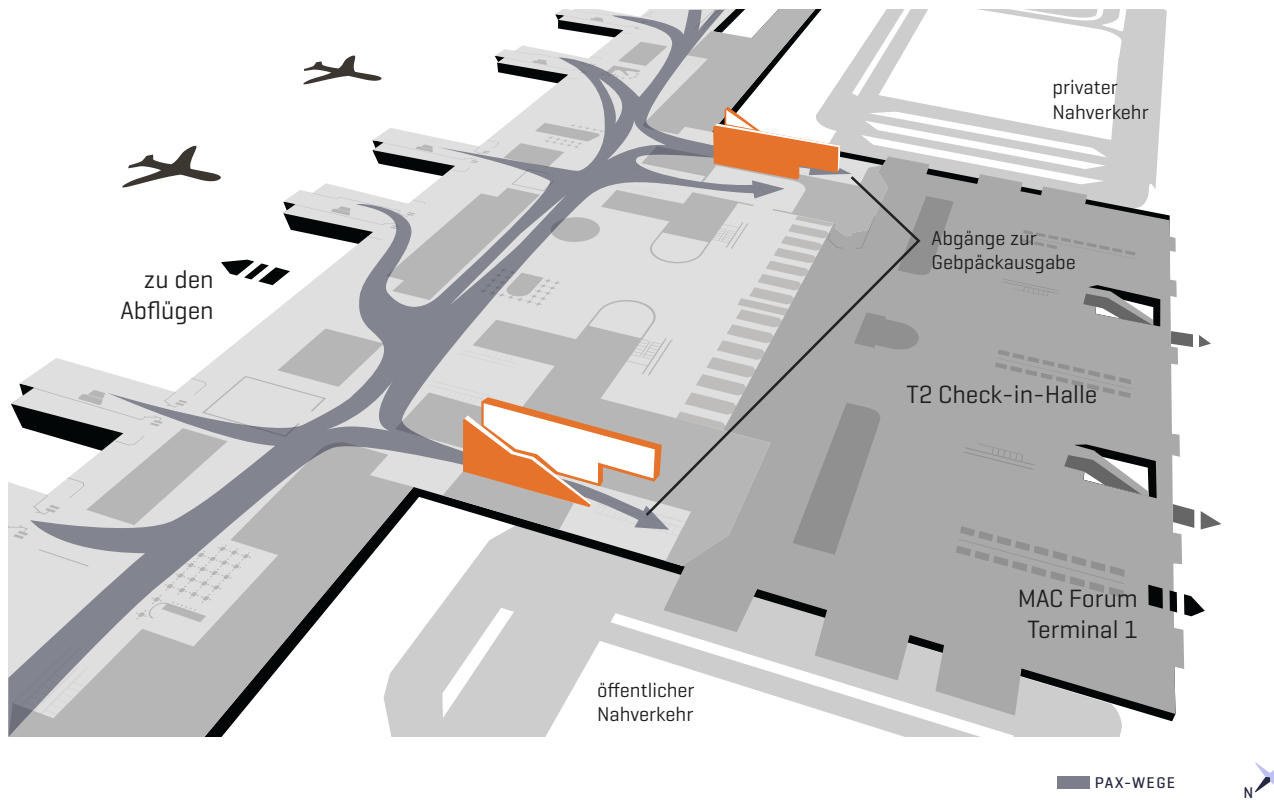 privater
Nahverkehr
Abgänge zur
Gebpäckausgabe
zu den
Abflügen
T2 Check-in-Halle
MAC Forum
Terminal 1
öffentlicher
Nahverkehr
PAX-WEGE
N